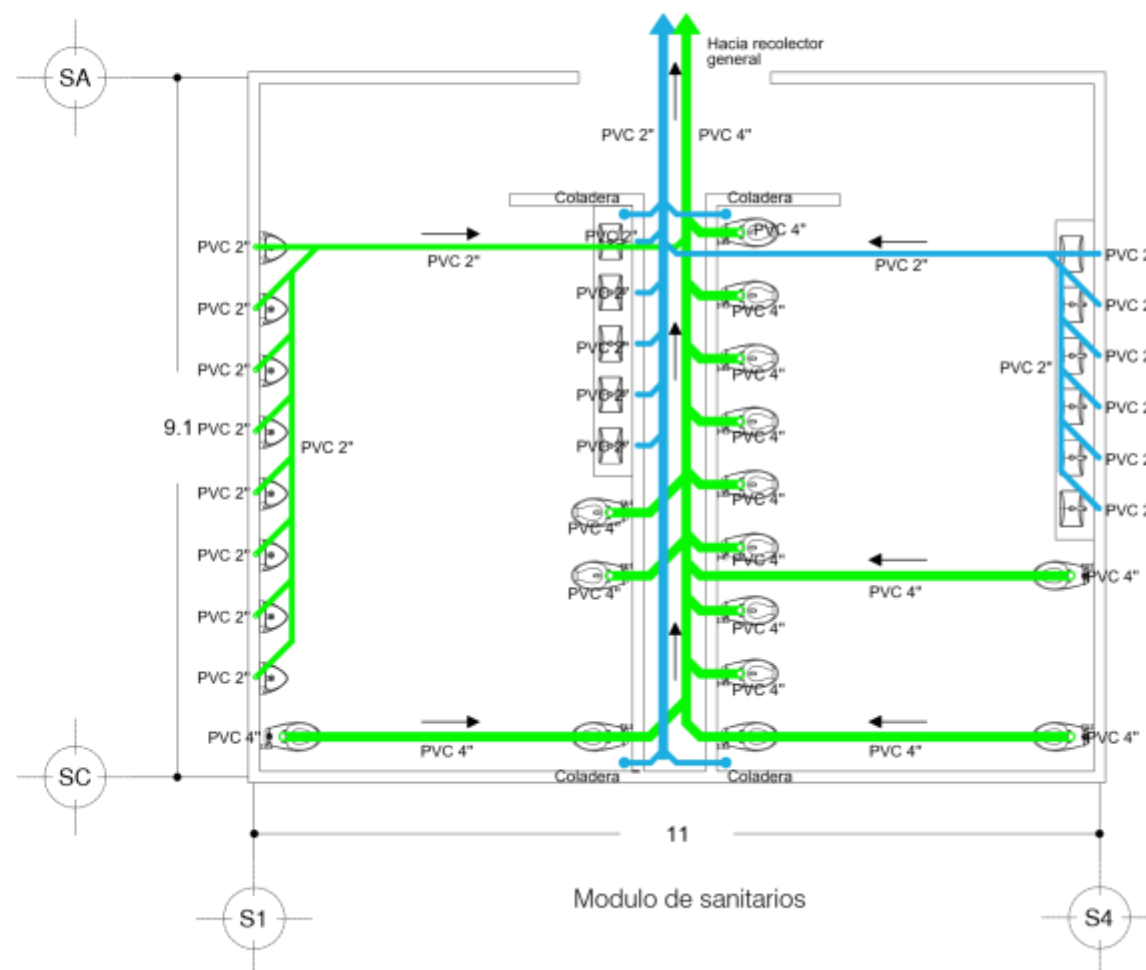 SA
Hacia recolector
general
PVC 2"
PVC 4"
Coladera
Coladera
PVC 2"
PVC 2"
PVC 2"
PVC 4"
PVC 2"
PVC 2
PVC 2"
PVC 2"
PVC 4"
PVC 2
PVC 2"
PVC 2"
PVC 4"
PVC 2"
PVC 2
9.1
PVC 2"
PVC 2"
PVC 2"
PVC 4"
PVC 2
PVC 2"
PVC 2"
PVC 4"
PVC 2
PVC 2"
PVC 4"
PVC 4"
PVC 2
PVC 2"
PVC 4"
PVC 4"
PVC 4"
PVC 4"
PVC 2"
PVC 4"
PVC 4"
PVC 4"
PVC 4"
PVC 4"
SC
Coladera
Coladera
11
Modulo de sanitarios
S1
S4